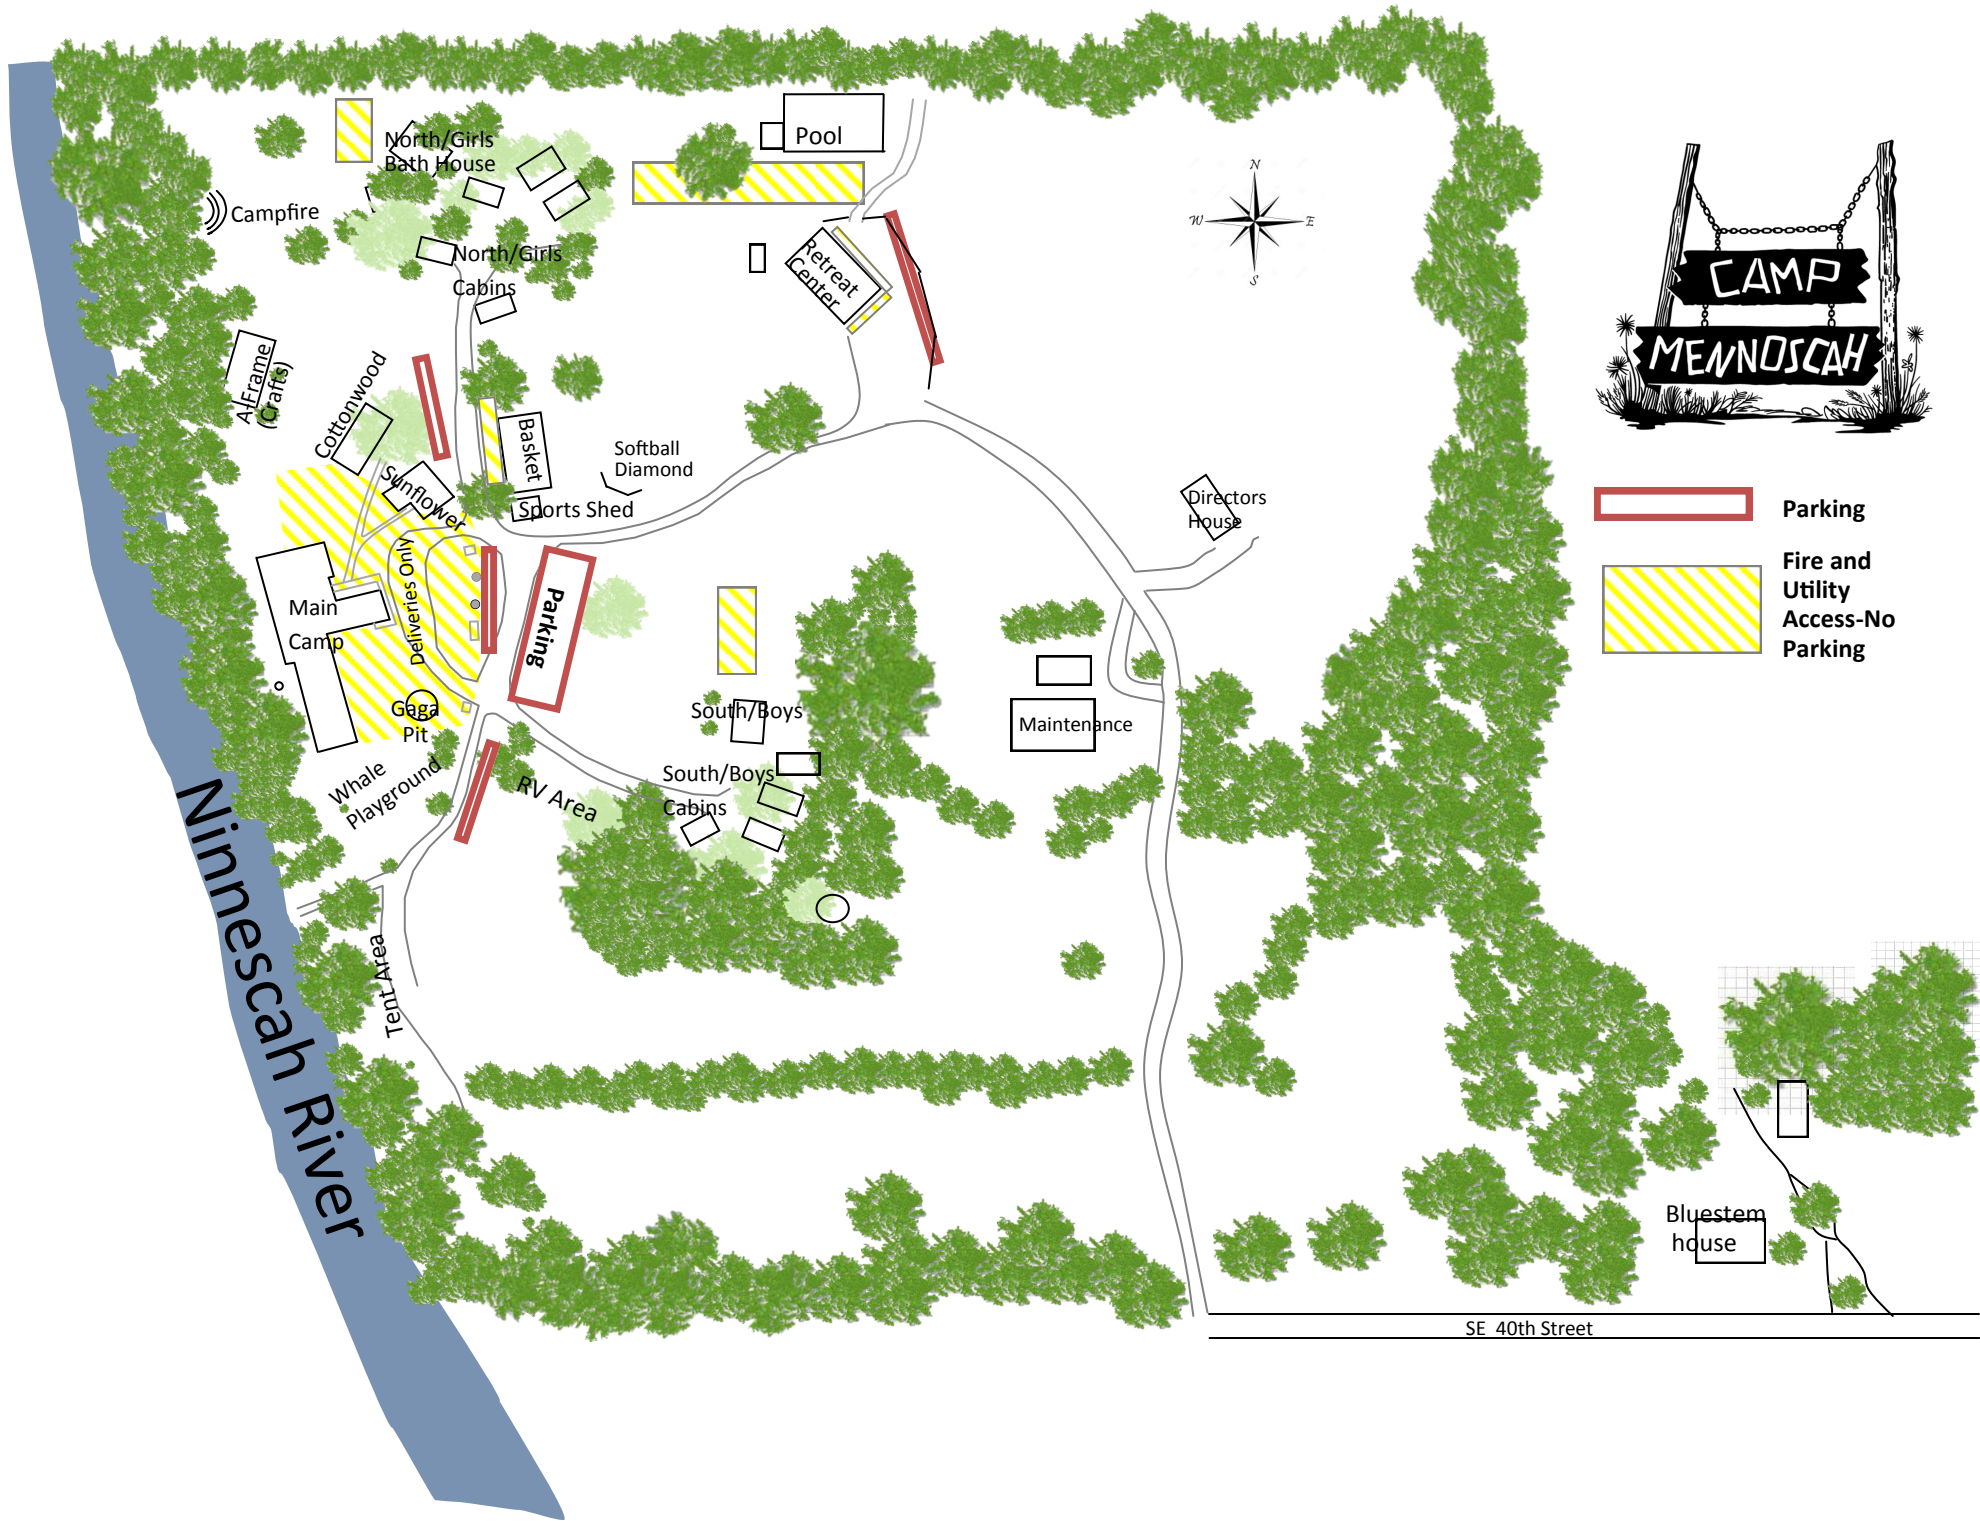 North/Girls
Bath House
Pool
Campfire
North/Girls
Cabins
Retreat
Center
N
W
E
S
CAMP
MENNOSCAH
A-Frame
(Crafts)
Cottonwood
Sunflower
Basket
Softball
Diamond
Sports Shed
Directors
House
Parking
Fire and
Utility
Access-No
Parking
Main
Camp
Deliveries Only
Parking
Gaga
Pit
South/Boys
Maintenance
Whale
Playground
RV Area
South/Boys
Cabins
Ninnescah River
Tent Area
Bluestem
house
SE 40th Street